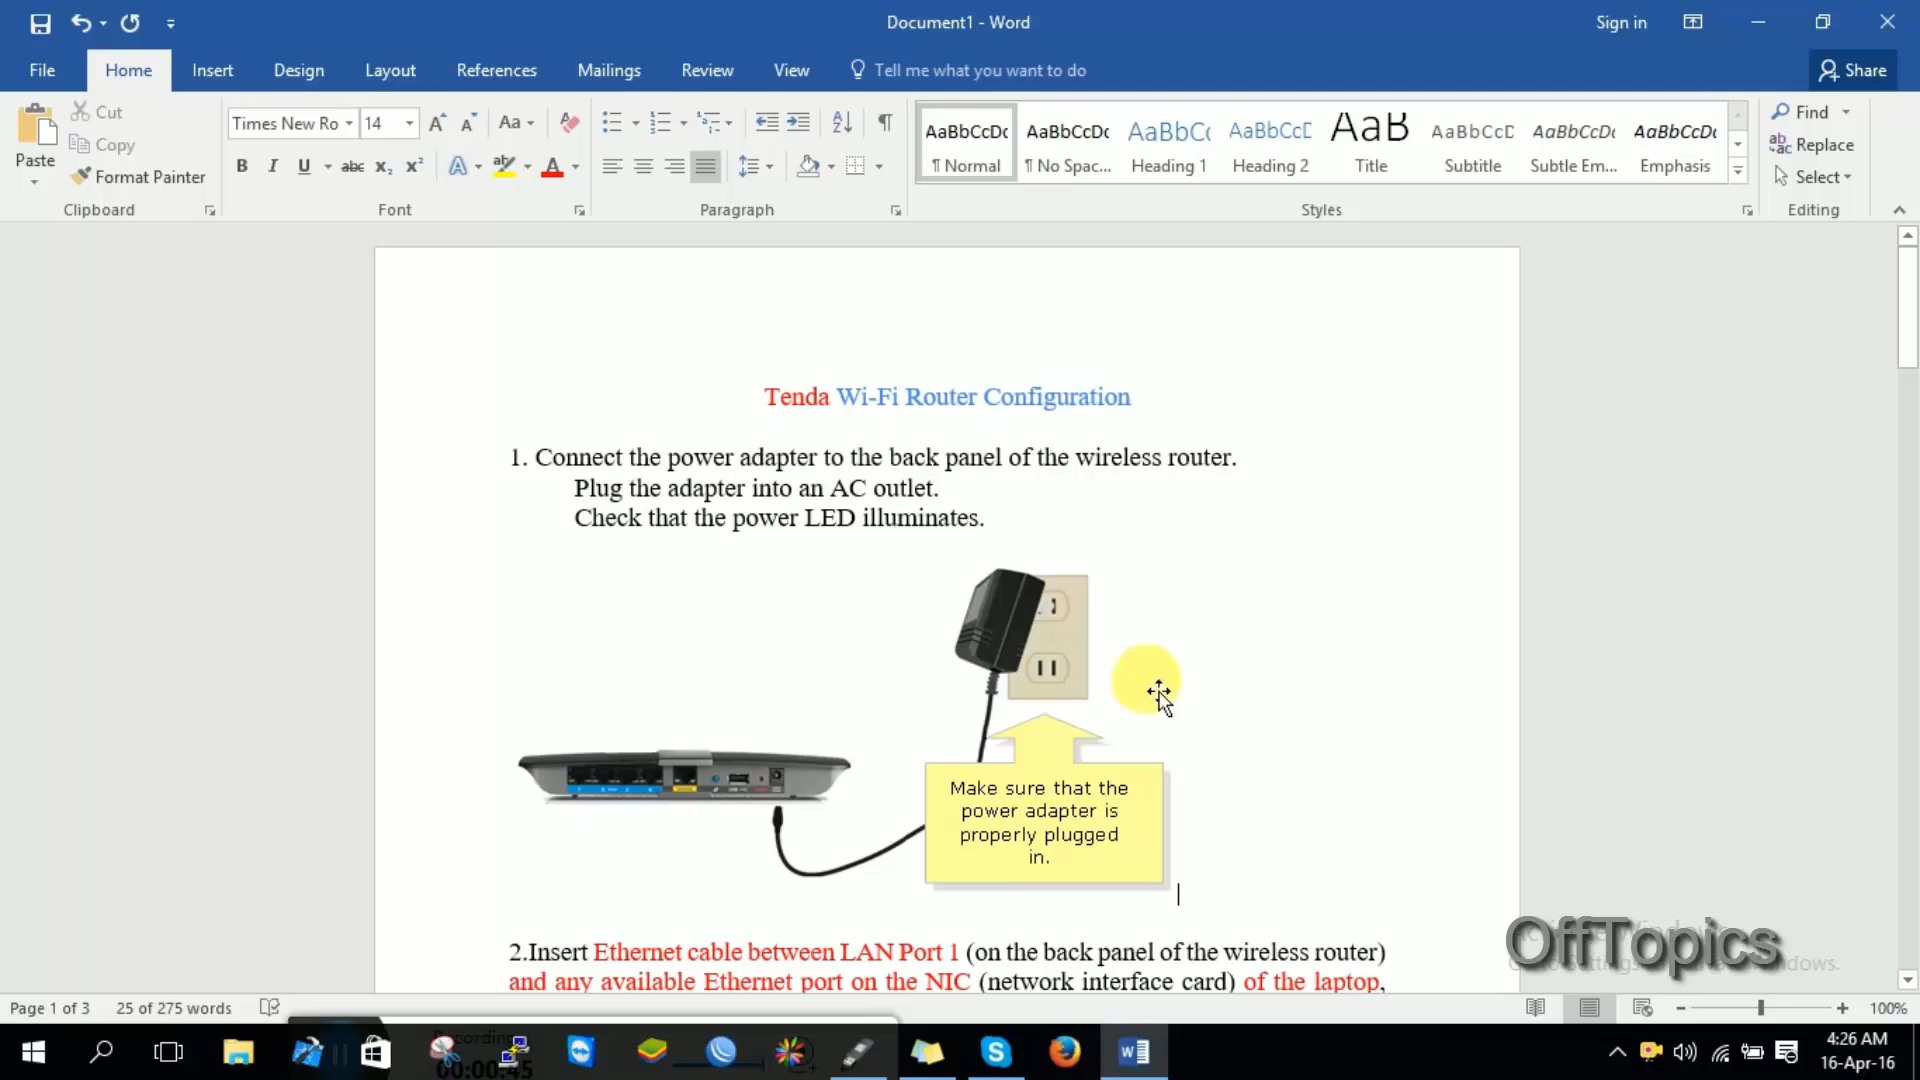 Document1 - Word
Sign in
File Home Insert Design Layout References Mailings Review View Tell me what you want to do Share
Paste
Cut
Copy
Format Painter
Clipboard
Times New Ro 14
Font
Paragraph
AaBbCcDc AaBbCcDc AaBbCc AaBbCcD AaB AaBbCcD AaBbCcDc AaBbCcDc
¶ Normal ¶ No Spac... Heading 1 Heading 2 Title Subtitle Subtle Em... Emphasis
Styles
Find
Replace
Select
Editing
Tenda Wi-Fi Router Configuration
1. Connect the power adapter to the back panel of the wireless router.
Plug the adapter into an AC outlet.
Check that the power LED illuminates.
Make sure that the
power adapter is
properly plugged
in.
2.Insert Ethernet cable between LAN Port 1 (on the back panel of the wireless router)
and any available Ethernet port on the NIC (network interface card) of the laptop,
OffTopics
Page 1 of 3 25 of 275 words
100%
00:00:45
4:26 AM
16-Apr-16